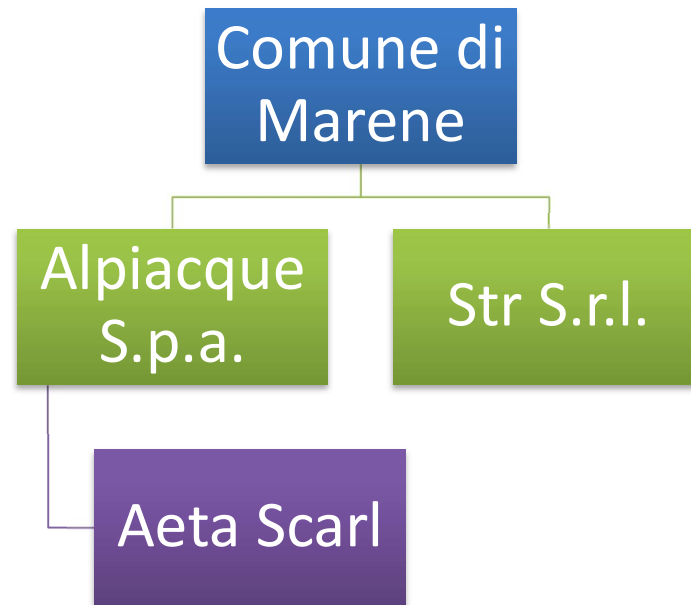 Comune di
Marene
Alpiacque
S.p.a.
Str S.r.l.
Aeta Scarl